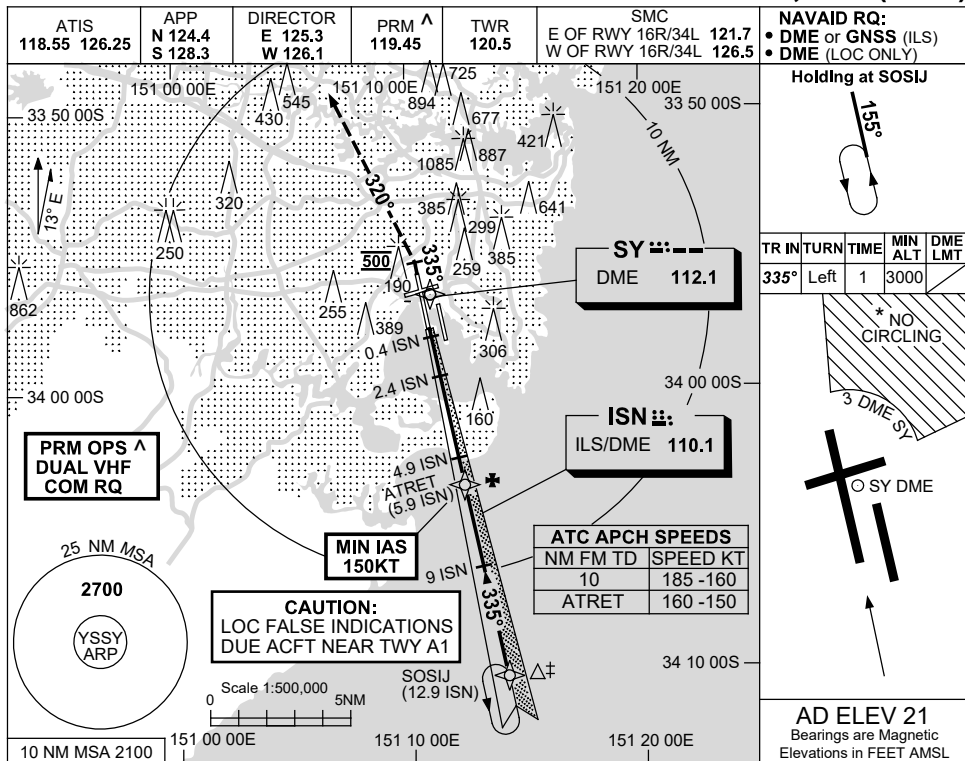 ATIS
118.55 126.25
APP
N 124.4
S 128.3
DIRECTOR
E 125.3
W 126.1
PRM ^
119.45
TWR
120.5
SMC
E OF RWY 16R/34L 121.7
W OF RWY 16R/34L 126.5
NAVAID RQ:
• DME or GNSS (ILS)
• DME (LOC ONLY)
151 00 00E
151 10 00E
151 20 00E
33 50 00S
33 50 00S
725
894
545
430
677
421
1085
887
10 NM
13° E
320°
320
385
641
299
250
335°
385
500
259
190
862
255
389
306
SY
DME 112.1
0.4 ISN
2.4 ISN
34 00 00S
34 00 00S
160
ISN
ILS/DME 110.1
PRM OPS ^
DUAL VHF
COM RQ
4.9 ISN
ATRET
(5.9 ISN)
MIN IAS
150KT
9 ISN
ATC APCH SPEEDS
NM FM TD SPEED KT
10 185 -160
ATRET 160 -150
25 NM MSA
2700
YSSY
ARP
CAUTION:
LOC FALSE INDICATIONS
DUE ACFT NEAR TWY A1
335°
34 10 00S
SOSIJ
(12.9 ISN)
‡
Scale 1:500,000
0 5NM
10 NM MSA 2100
151 00 00E
151 10 00E
151 20 00E
Holding at SOSIJ
155°
TR IN TURN TIME MIN ALT DME LMT
335° Left 1 3000
* NO
CIRCLING
3 DME SY
SY DME
AD ELEV 21
Bearings are Magnetic
Elevations in FEET AMSL